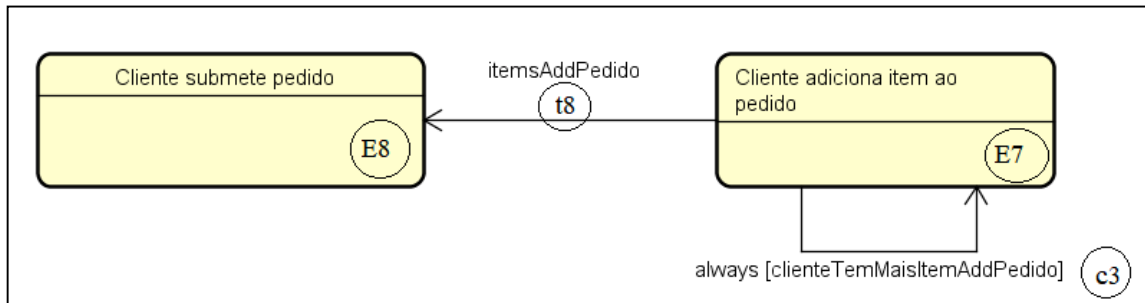 Cliente submete pedido
E8
itemsAddPedido
t8
Cliente adiciona item ao
pedido
E7
always [clienteTemMaisItemAddPedido]
c3